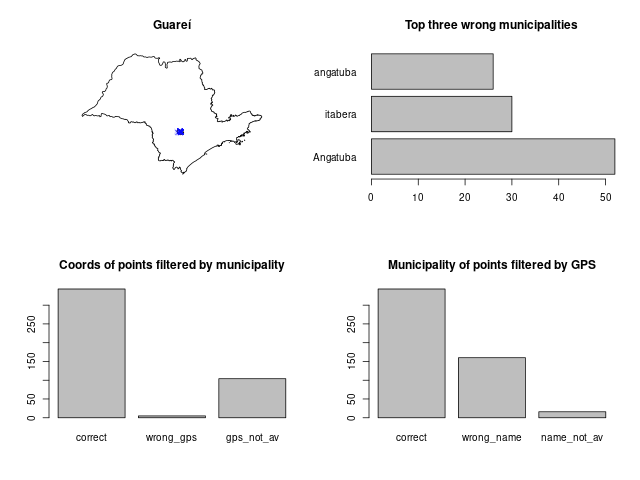 Guareí
Top three wrong municipalities
angatuba
itabera
Angatuba
0 10 20 30 40 50
Coords of points filtered by municipality
250
150
50
0
correct wrong_gps gps_not_av
Municipality of points filtered by GPS
250
150
50
0
correct wrong_name name_not_av